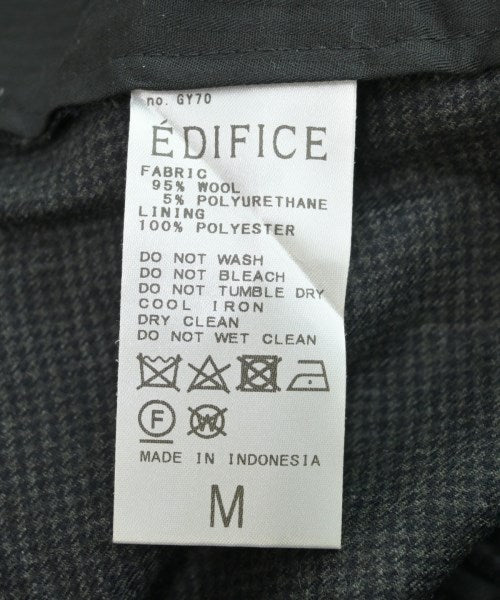 no. GY70
ÉDIFICE
FABRIC
95% WOOL
5% POLYURETHANE
LINING
100% POLYESTER
DO NOT WASH
DO NOT BLEACH
DO NOT TUMBLE DRY
COOL IRON
DRY CLEAN
DO NOT WET CLEAN
F
W
MADE IN INDONESIA
M